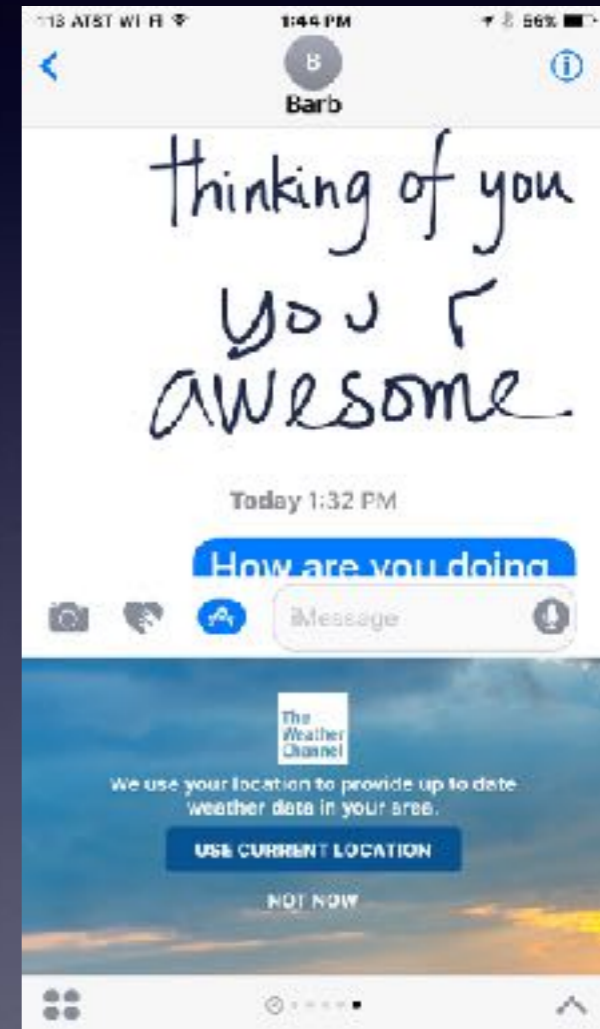 AT&T Wi-Fi 1:44 PM 56%
B
Barb
thinking of you
you r
awesome
Today 1:32 PM
How are you doing
iMessage
The
Weather
Channel
We use your location to provide up to date
weather data in your area.
USE CURRENT LOCATION
NOT NOW